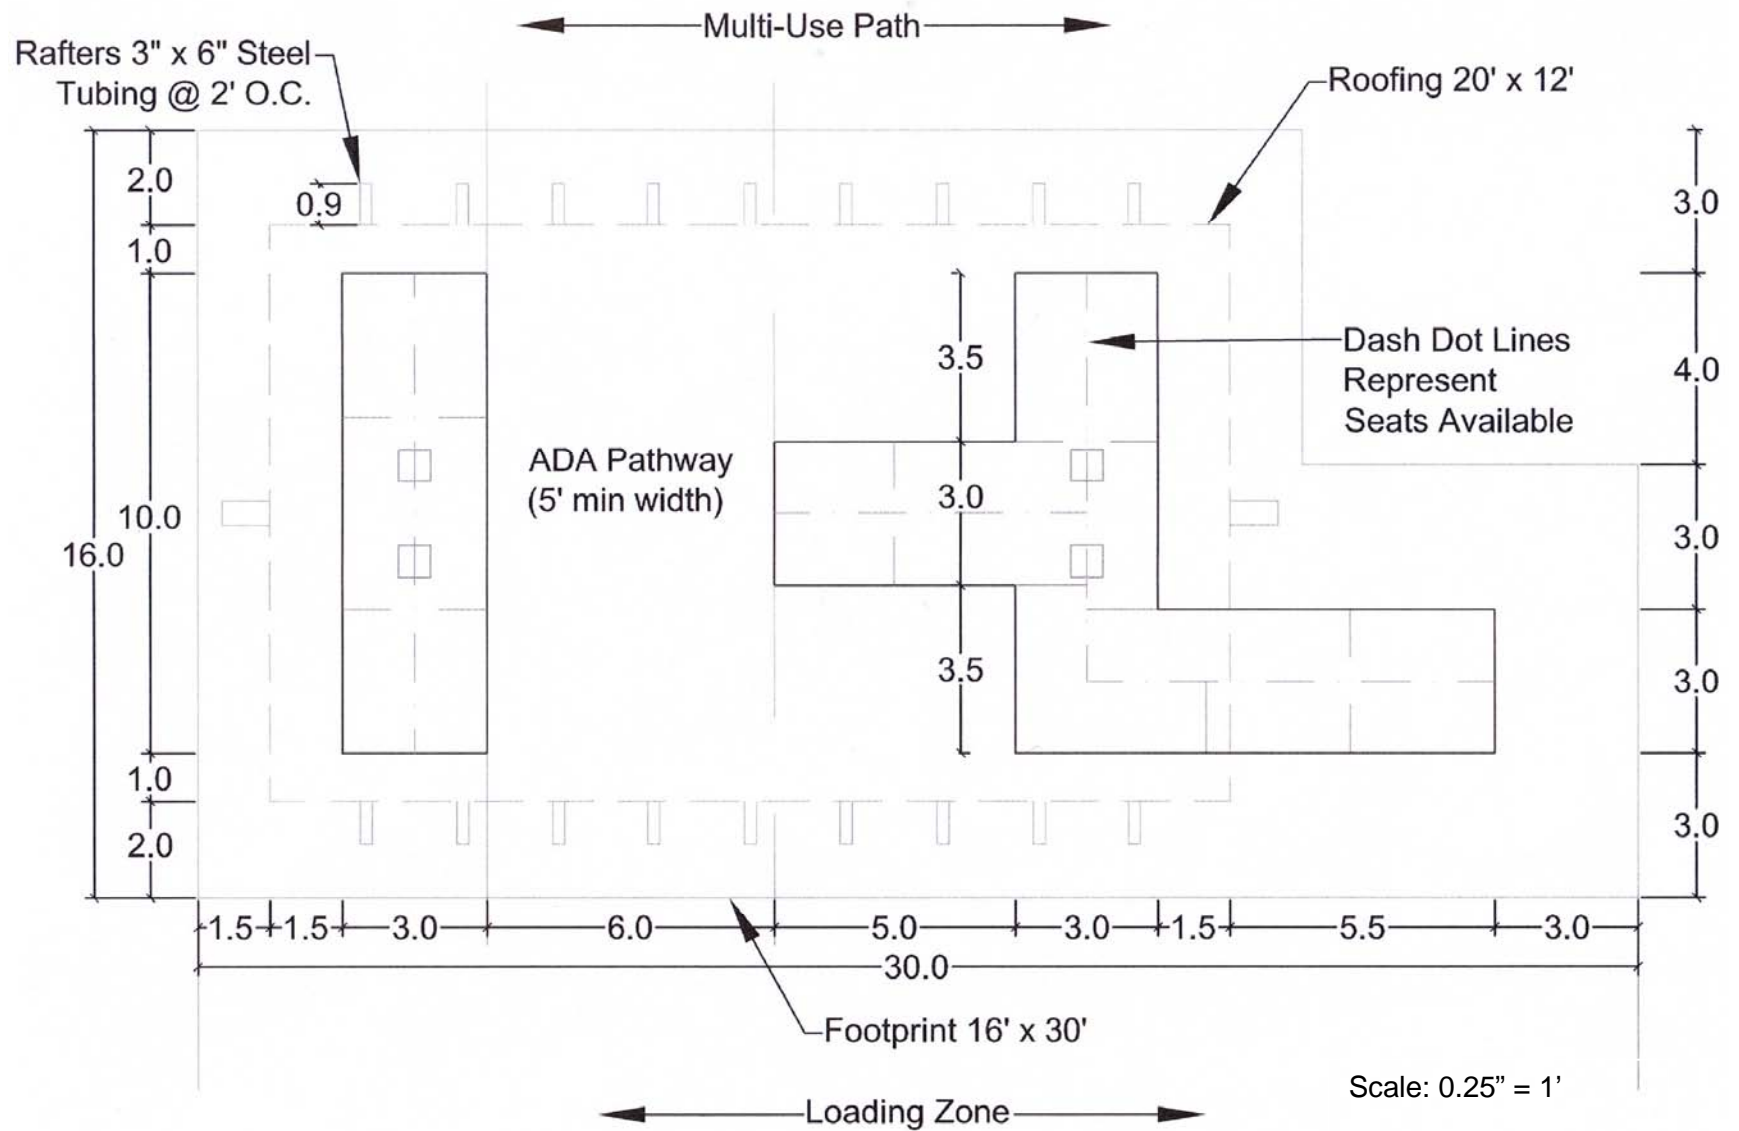 Multi-Use Path
Rafters 3" x 6" Steel
Tubing @ 2' O.C.
Roofing 20' x 12'
2.0
0.9
3.0
1.0
3.5
Dash Dot Lines
Represent
Seats Available
4.0
ADA Pathway
(5' min width)
3.0
10.0
16.0
3.0
3.5
3.0
1.0
2.0
3.0
1.5
1.5
3.0
6.0
5.0
3.0
1.5
5.5
3.0
30.0
Footprint 16' x 30'
Scale: 0.25” = 1’
Loading Zone